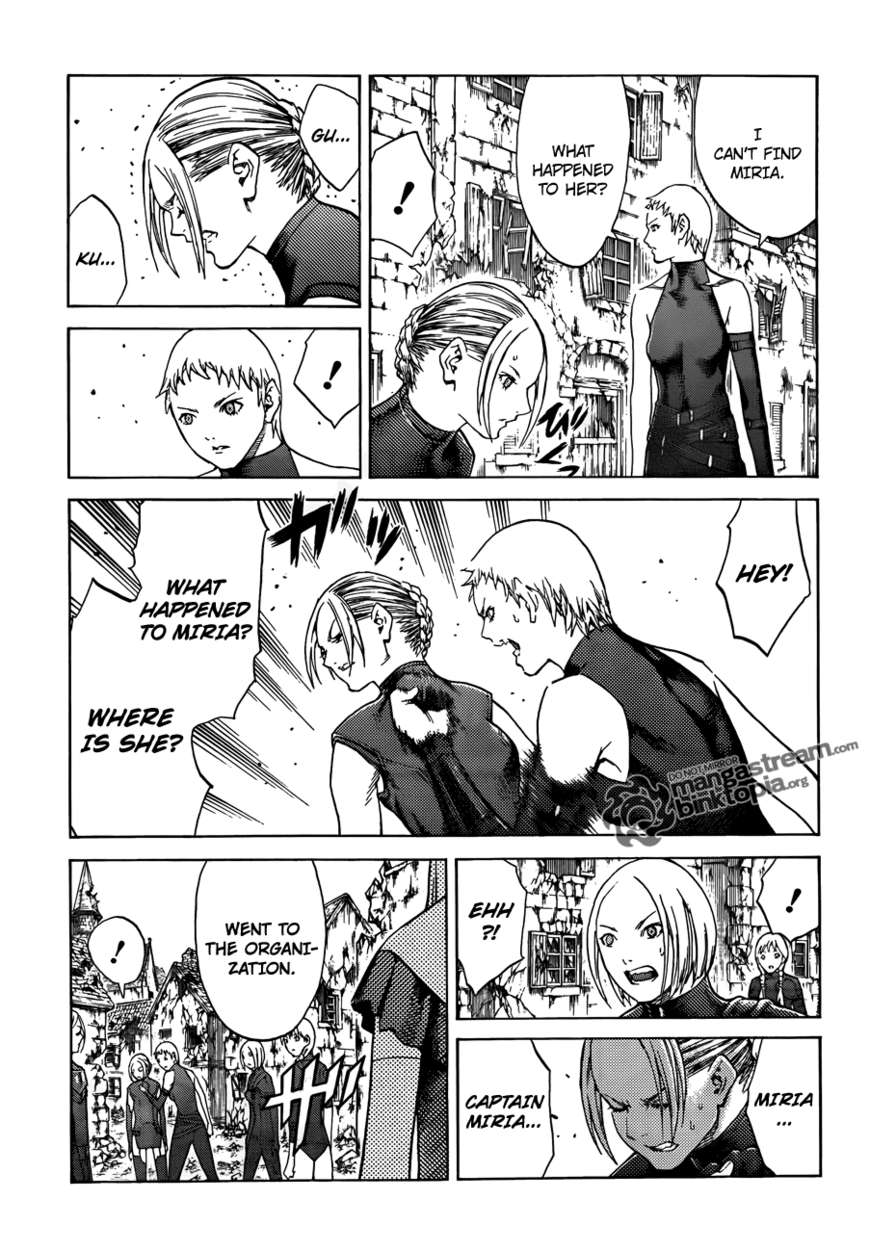 I
CAN'T FIND
MIRIA.
WHAT
HAPPENED
TO HER?
!
GU...
KU...
!
HEY!
WHAT
HAPPENED
TO MIRIA?
WHERE
IS SHE?
DO NOT MIRROR
mangastream.com
binktopia.org
!
EHH
?!
WENT TO
THE ORGANI-
ZATION.
!
MIRIA
...
CAPTAIN
MIRIA...